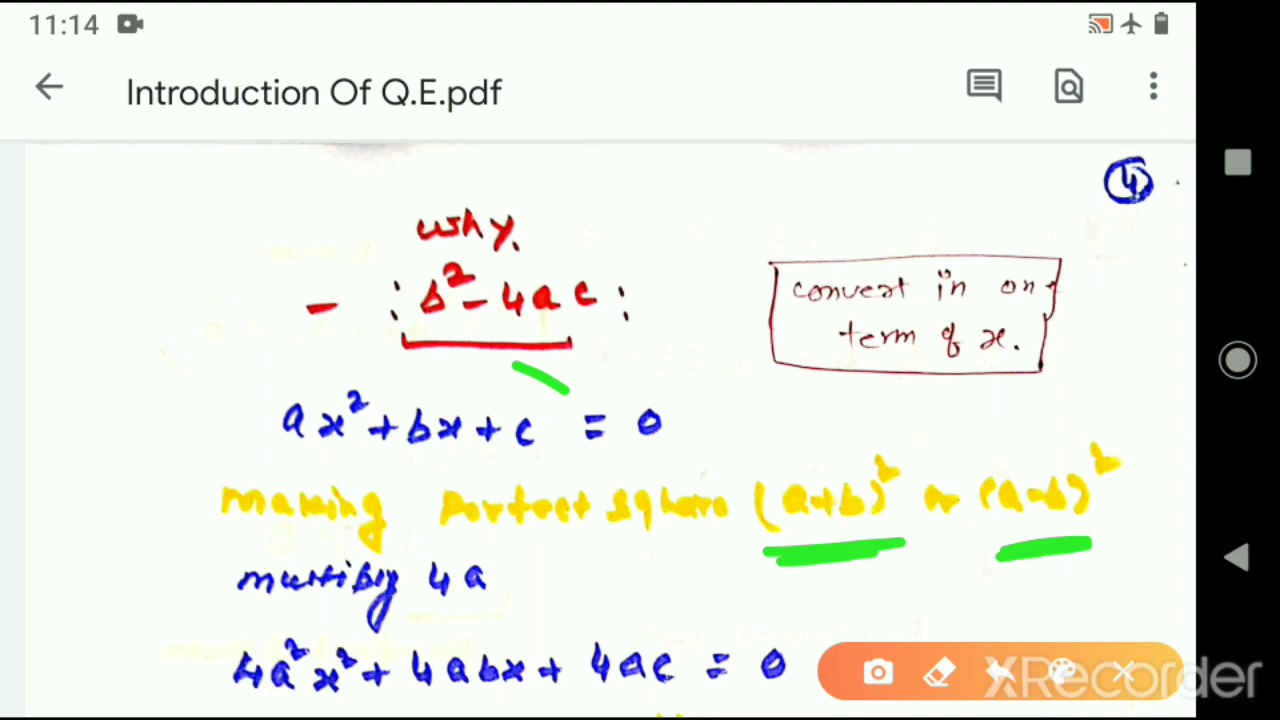 11:14
Introduction Of Q.E.pdf
4
why.
- : b² - 4ac :
convert in on
term of x.
ax² + bx + c = 0
making perfect square (a+b)² or (a-b)²
multiply 4a
4a²x² + 4abx + 4ac = 0
XRecorder